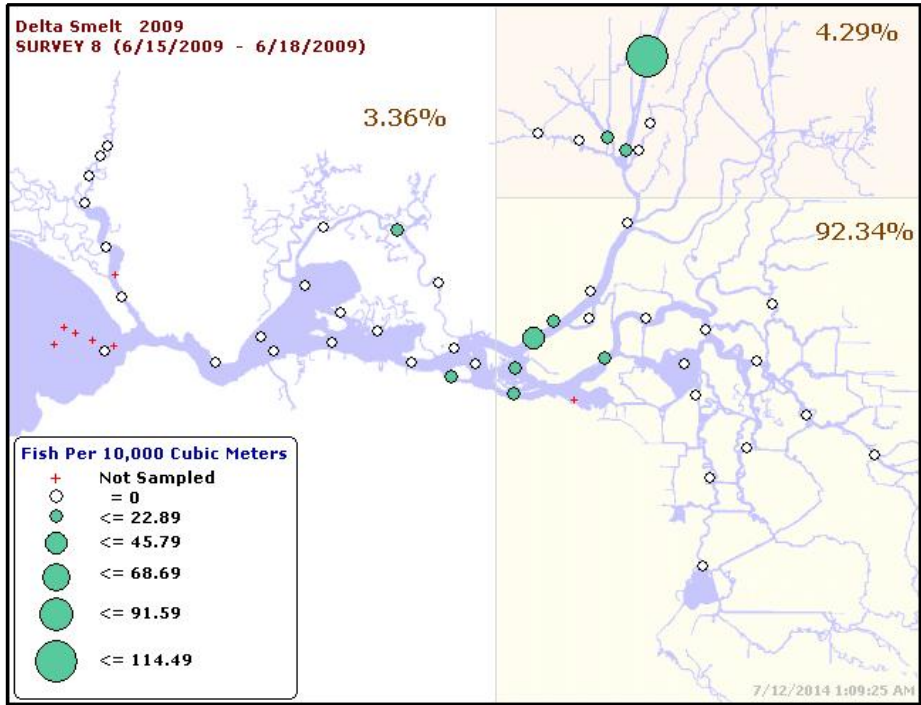 Delta Smelt 2009
SURVEY 8 (6/15/2009 - 6/18/2009)
4.29%
3.36%
92.34%
Fish Per 10,000 Cubic Meters
Not Sampled
= 0
<= 22.89
<= 45.79
<= 68.69
<= 91.59
<= 114.49
7/12/2014 1:09:25 AM